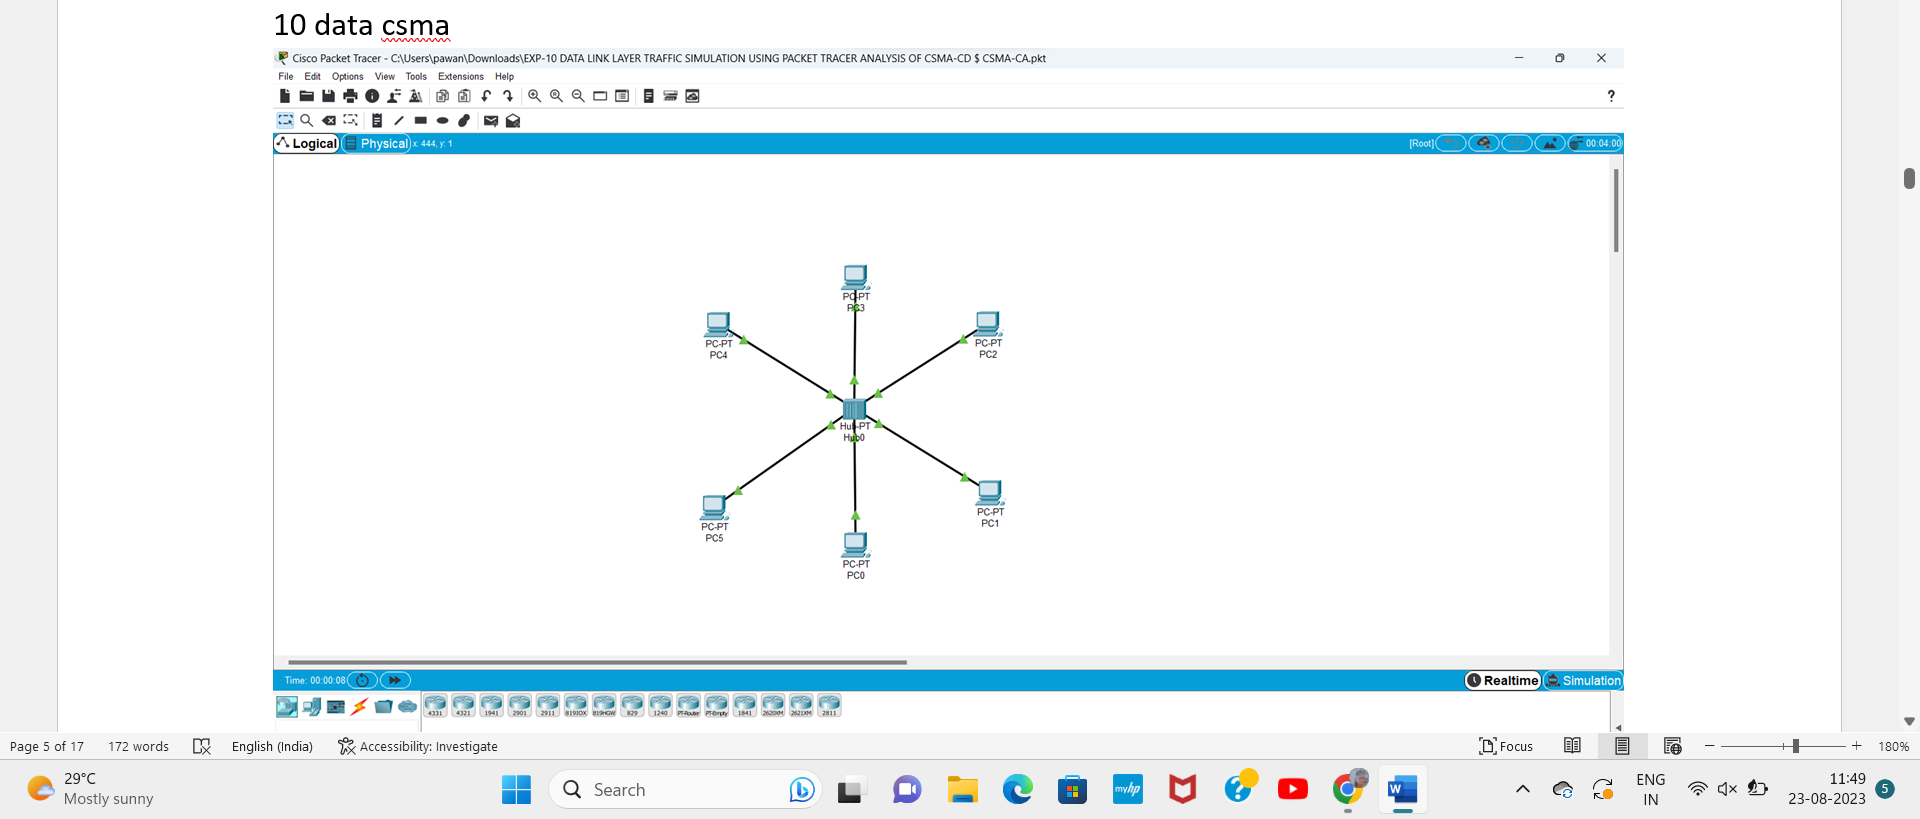 10 data csma
Cisco Packet Tracer - C:\Users\pawan\Downloads\EXP-10 DATA LINK LAYER TRAFFIC SIMULATION USING PACKET TRACER ANALYSIS OF CSMA-CD $ CSMA-CA.pkt
File Edit Options View Tools Extensions Help
?
Logical Physical x: 444, y: 1 [Root] 00:04:00
PC-PT
PC3
PC-PT
PC4
PC-PT
PC2
Hub-PT
Hub0
PC-PT
PC1
PC-PT
PC5
PC-PT
PC0
Time: 00:00:08 Realtime Simulation
4331 4321 1941 2901 2911 819IOX 819HGW 829 1240 PT-Router PT-Empty 1841 2620XM 2621XM 2811
Page 5 of 17 172 words English (India) Accessibility: Investigate Focus 180%
29°C
Mostly sunny
Search
myhp
W
ENG
IN
11:49
23-08-2023
5